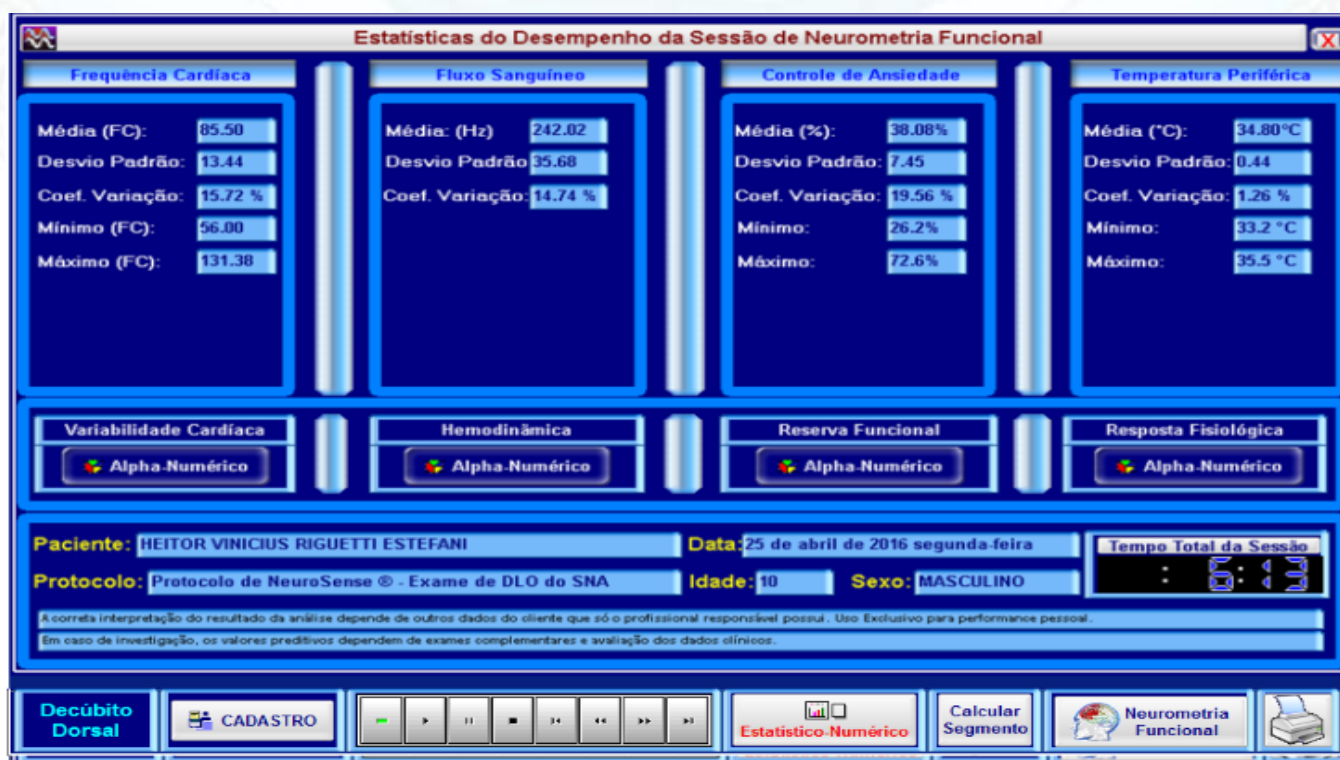 Estatísticas do Desempenho da Sessão de Neurometria Funcional
X
Frequência Cardíaca
Média (FC): 85.50
Desvio Padrão: 13.44
Coef. Variação: 15.72 %
Mínimo (FC): 56.00
Máximo (FC): 131.38
Fluxo Sanguíneo
Média: (Hz) 242.02
Desvio Padrão 35.68
Coef. Variação: 14.74 %
Controle de Ansiedade
Média (%): 38.08%
Desvio Padrão: 7.45
Coef. Variação: 19.56 %
Mínimo: 26.2%
Máximo: 72.6%
Temperatura Periférica
Média (°C): 34.80°C
Desvio Padrão: 0.44
Coef. Variação: 1.26 %
Mínimo: 33.2 °C
Máximo: 35.5 °C
Variabilidade Cardíaca
Alpha-Numérico
Hemodinâmica
Alpha-Numérico
Reserva Funcional
Alpha-Numérico
Resposta Fisiológica
Alpha-Numérico
Paciente: HEITOR VINICIUS RIGUETTI ESTEFANI
Data: 25 de abril de 2016 segunda-feira
Protocolo: Protocolo de NeuroSense ® - Exame de DLO do SNA
Idade: 10 Sexo: MASCULINO
Tempo Total da Sessão
: 6:13
A correta interpretação do resultado da análise depende de outros dados do cliente que só o profissional responsável possui. Uso Exclusivo para performance pessoal.
Em caso de investigação, os valores preditivos dependem de exames complementares e avaliação dos dados clínicos.
Decúbito
Dorsal
CADASTRO
Estatístico-Numérico
Calcular
Segmento
Neurometria
Funcional